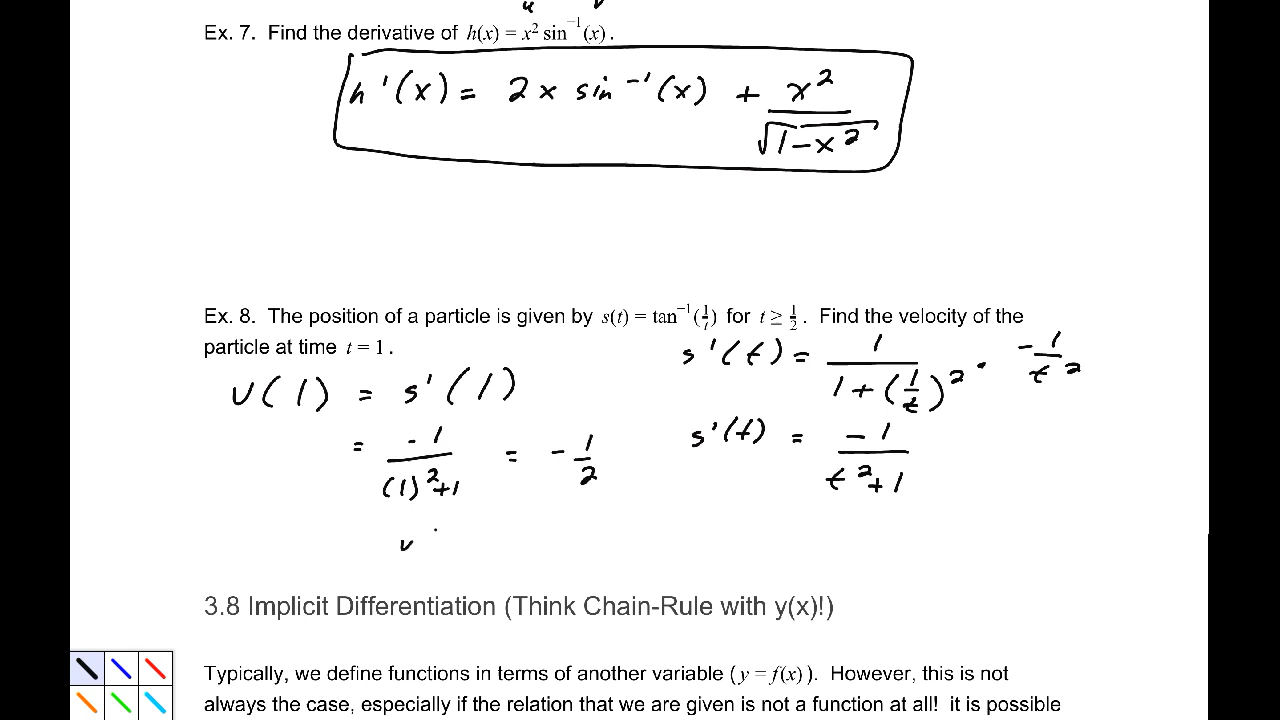 u v
Ex. 7. Find the derivative of h(x) = x² sin⁻¹(x).
h'(x) = 2x sin⁻¹(x) + x²/√(1-x²)
Ex. 8. The position of a particle is given by s(t) = tan⁻¹(1/t) for t ≥ 1/2. Find the velocity of the
particle at time t = 1.
s'(t) = 1/(1+(1/t)²) · -1/t²
v(1) = s'(1)
s'(t) = -1/(t²+1)
= -1/((1)²+1) = -1/2
v
3.8 Implicit Differentiation (Think Chain-Rule with y(x)!)
Typically, we define functions in terms of another variable (y = f(x)). However, this is not
always the case, especially if the relation that we are given is not a function at all! it is possible